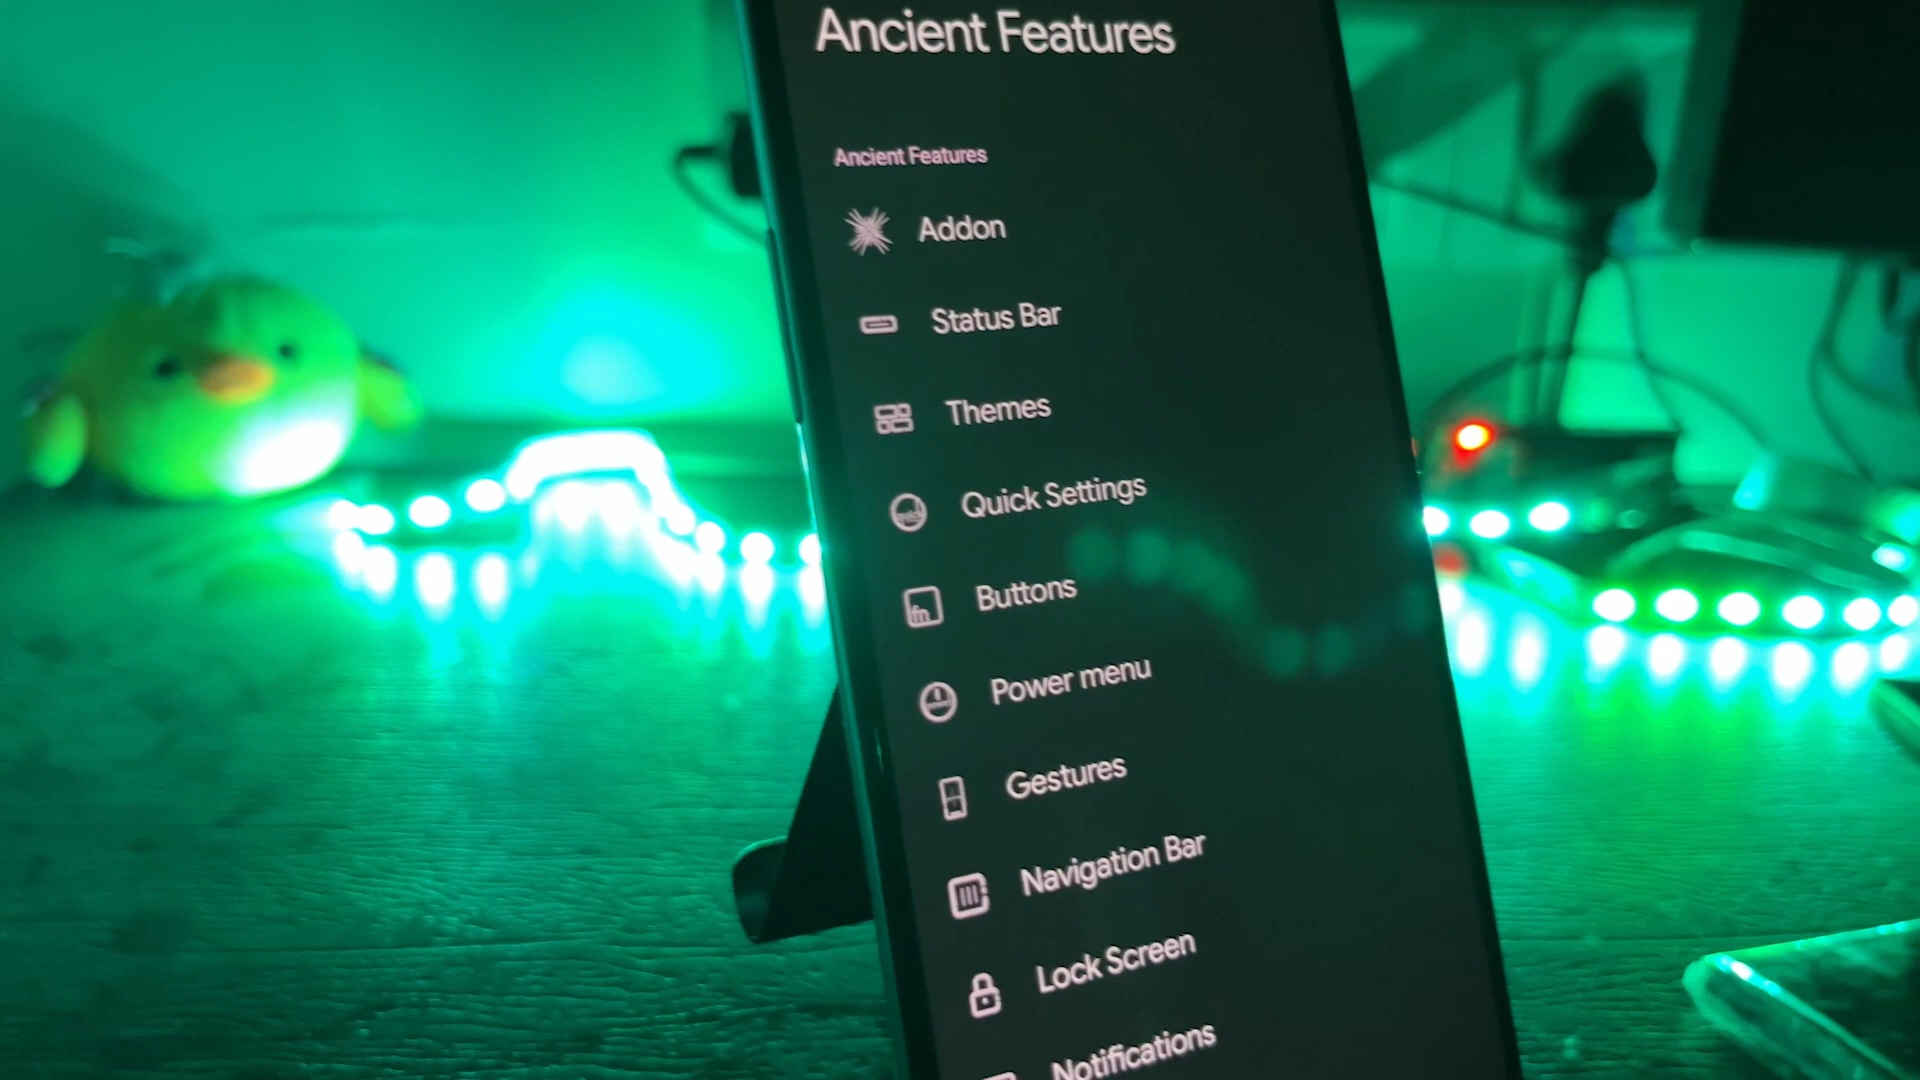 Ancient Features
Ancient Features
Addon
Status Bar
Themes
Quick Settings
Buttons
Power menu
Gestures
Navigation Bar
Lock Screen
Notifications